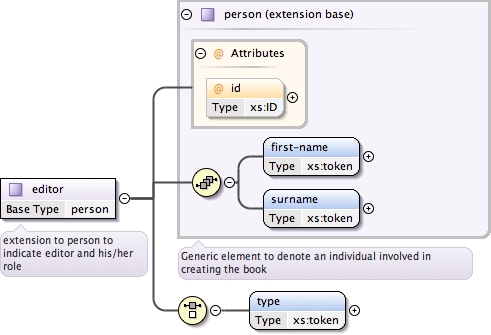 person (extension base)
@ Attributes
@ id
Type xs:ID
first-name
Type xs:token
surname
Type xs:token
editor
Base Type person
extension to person to
indicate editor and his/her
role
Generic element to denote an individual involved in
creating the book
type
Type xs:token